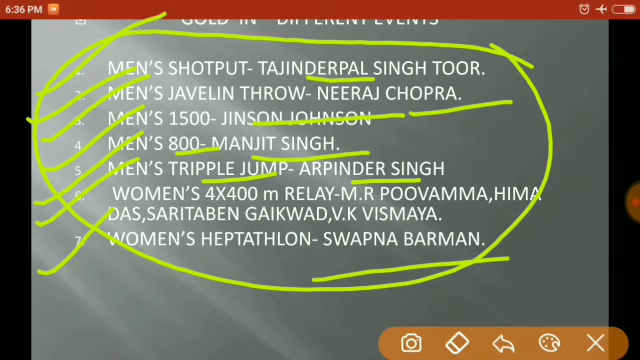 6:36 PM
GOLD IN DIFFERENT EVENTS
1. MEN'S SHOTPUT- TAJINDERPAL SINGH TOOR.
2. MEN'S JAVELIN THROW- NEERAJ CHOPRA.
3. MEN'S 1500- JINSON JOHNSON
4. MEN'S 800- MANJIT SINGH.
5. MEN'S TRIPPLE JUMP- ARPINDER SINGH
6. WOMEN'S 4X400 m RELAY-M.R POOVAMMA,HIMA
DAS,SARITABEN GAIKWAD,V.K VISMAYA.
7. WOMEN'S HEPTATHLON- SWAPNA BARMAN.